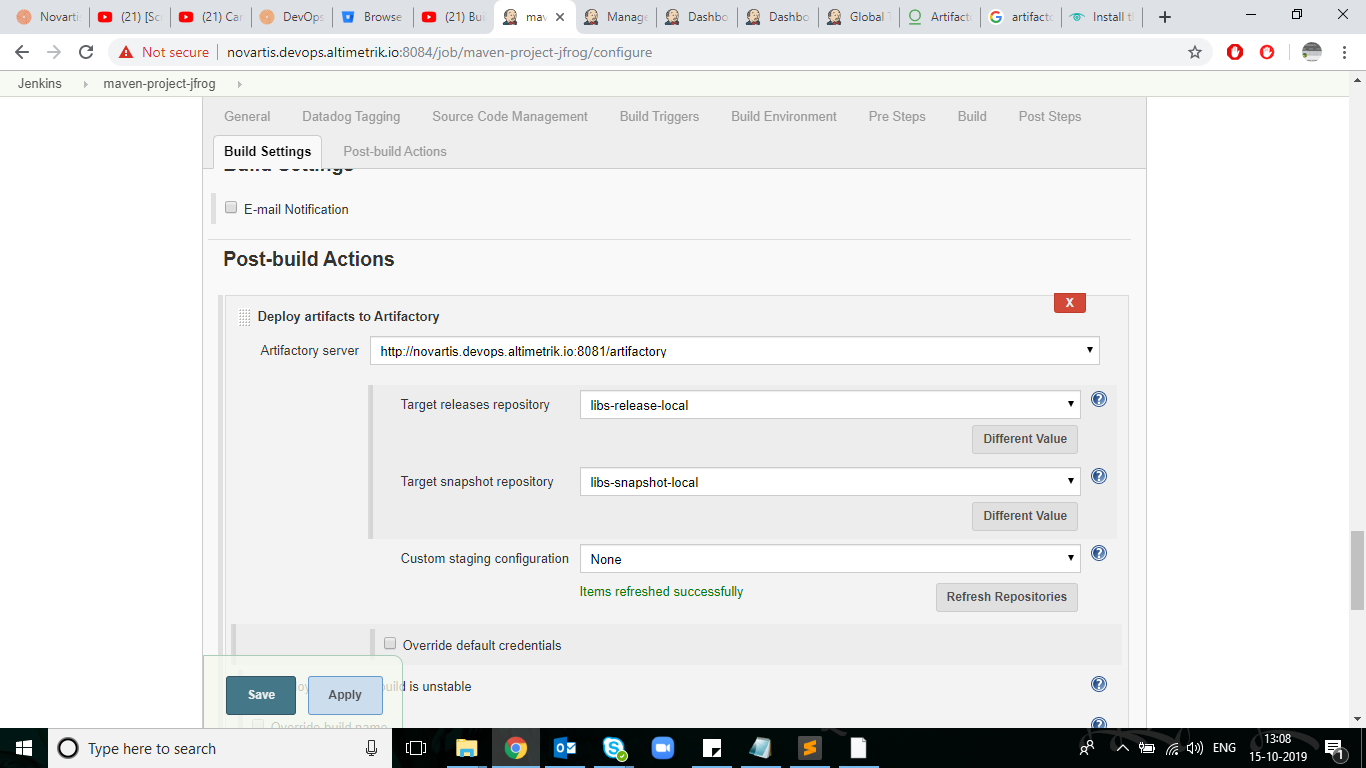 Novarti
(21) [Sc
(21) Car
DevOps
Browse
(21) Bui
mav
Manage
Dashbo
Dashbo
Global T
Artifact
artifacto
Install t
Not secure
novartis.devops.altimetrik.io:8084/job/maven-project-jfrog/configure
Jenkins
maven-project-jfrog
General Datadog Tagging Source Code Management Build Triggers Build Environment Pre Steps Build Post Steps
Build Settings Post-build Actions
Build Settings
E-mail Notification
Post-build Actions
X
Deploy artifacts to Artifactory
Artifactory server http://novartis.devops.altimetrik.io:8081/artifactory
Target releases repository libs-release-local
Different Value
Target snapshot repository libs-snapshot-local
Different Value
Custom staging configuration None
Items refreshed successfully
Refresh Repositories
Override default credentials
is unstable
Save Apply
Override build name
Type here to search
ENG
13:08
15-10-2019
1